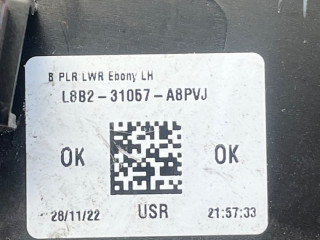 B PLR LWR Ebony LH
L8B2-31057-A8PVJ
OK OK
28/11/22 USR 21:57:33